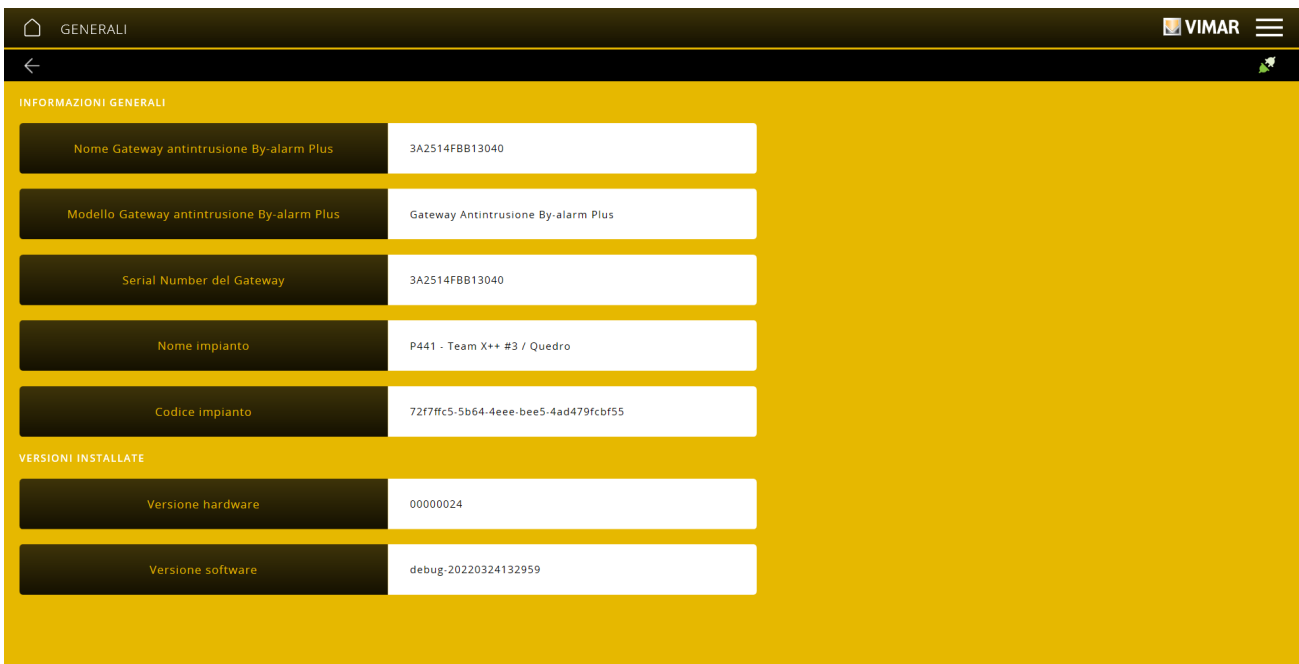 GENERALI
VIMAR
INFORMAZIONI GENERALI
Nome Gateway antintrusione By-alarm Plus
3A2514FBB13040
Modello Gateway antintrusione By-alarm Plus
Gateway Antintrusione By-alarm Plus
Serial Number del Gateway
3A2514FBB13040
Nome impianto
P441 - Team X++ #3 / Quedro
Codice impianto
72f7ffc5-5b64-4eee-bee5-4ad479fcbf55
VERSIONI INSTALLATE
Versione hardware
00000024
Versione software
debug-20220324132959